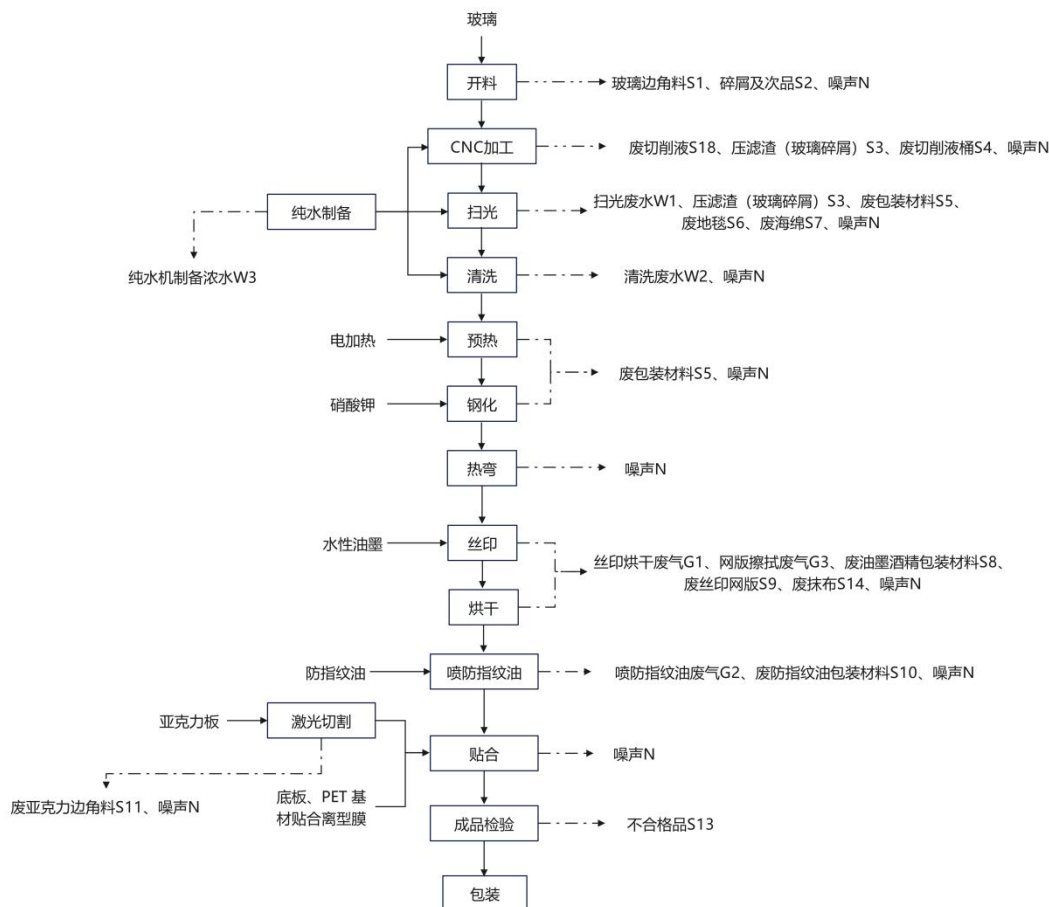 玻璃
开料
玻璃边角料S1、碎屑及次品S2、噪声N
CNC加工
废切削液S18、压滤渣（玻璃碎屑）S3、废切削液桶S4、噪声N
纯水制备
扫光
扫光废水W1、压滤渣（玻璃碎屑）S3、废包装材料S5、
废地毯S6、废海绵S7、噪声N
纯水机制备浓水W3
清洗
清洗废水W2、噪声N
电加热
预热
废包装材料S5、噪声N
硝酸钾
钢化
热弯
噪声N
水性油墨
丝印
丝印烘干废气G1、网版擦拭废气G3、废油墨酒精包装材料S8、
废丝印网版S9、废抹布S14、噪声N
烘干
防指纹油
喷防指纹油
喷防指纹油废气G2、废防指纹油包装材料S10、噪声N
亚克力板
激光切割
贴合
噪声N
废亚克力边角料S11、噪声N
底板、PET 基
材贴合离型膜
成品检验
不合格品S13
包装